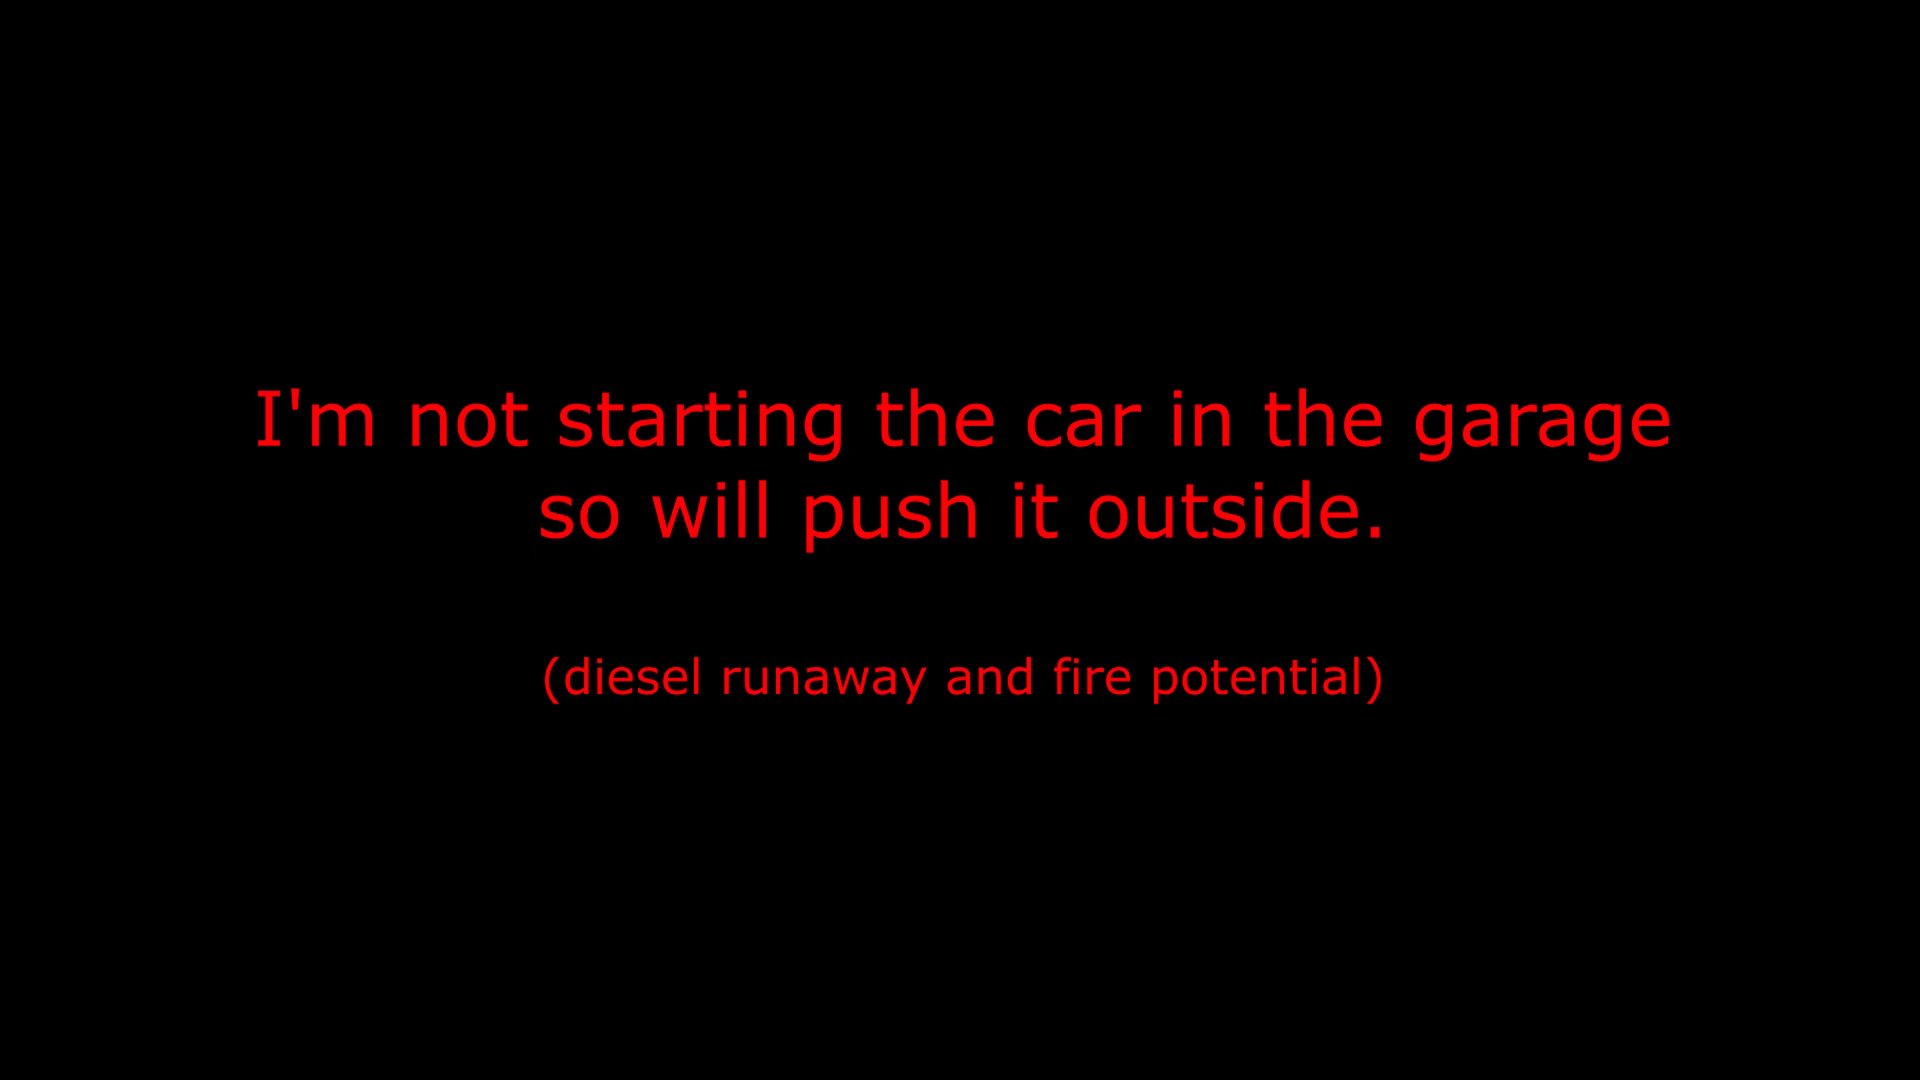 I'm not starting the car in the garage
so will push it outside.
(diesel runaway and fire potential)